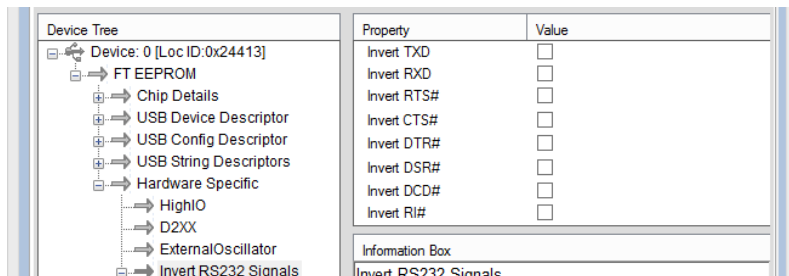 Device Tree
Device: 0 [Loc ID:0x24413]
FT EEPROM
Chip Details
USB Device Descriptor
USB Config Descriptor
USB String Descriptors
Hardware Specific
HighIO
D2XX
ExternalOscillator
Invert RS232 Signals
Property Value
Invert TXD
Invert RXD
Invert RTS#
Invert CTS#
Invert DTR#
Invert DSR#
Invert DCD#
Invert RI#
Information Box
Invert RS232 Signals